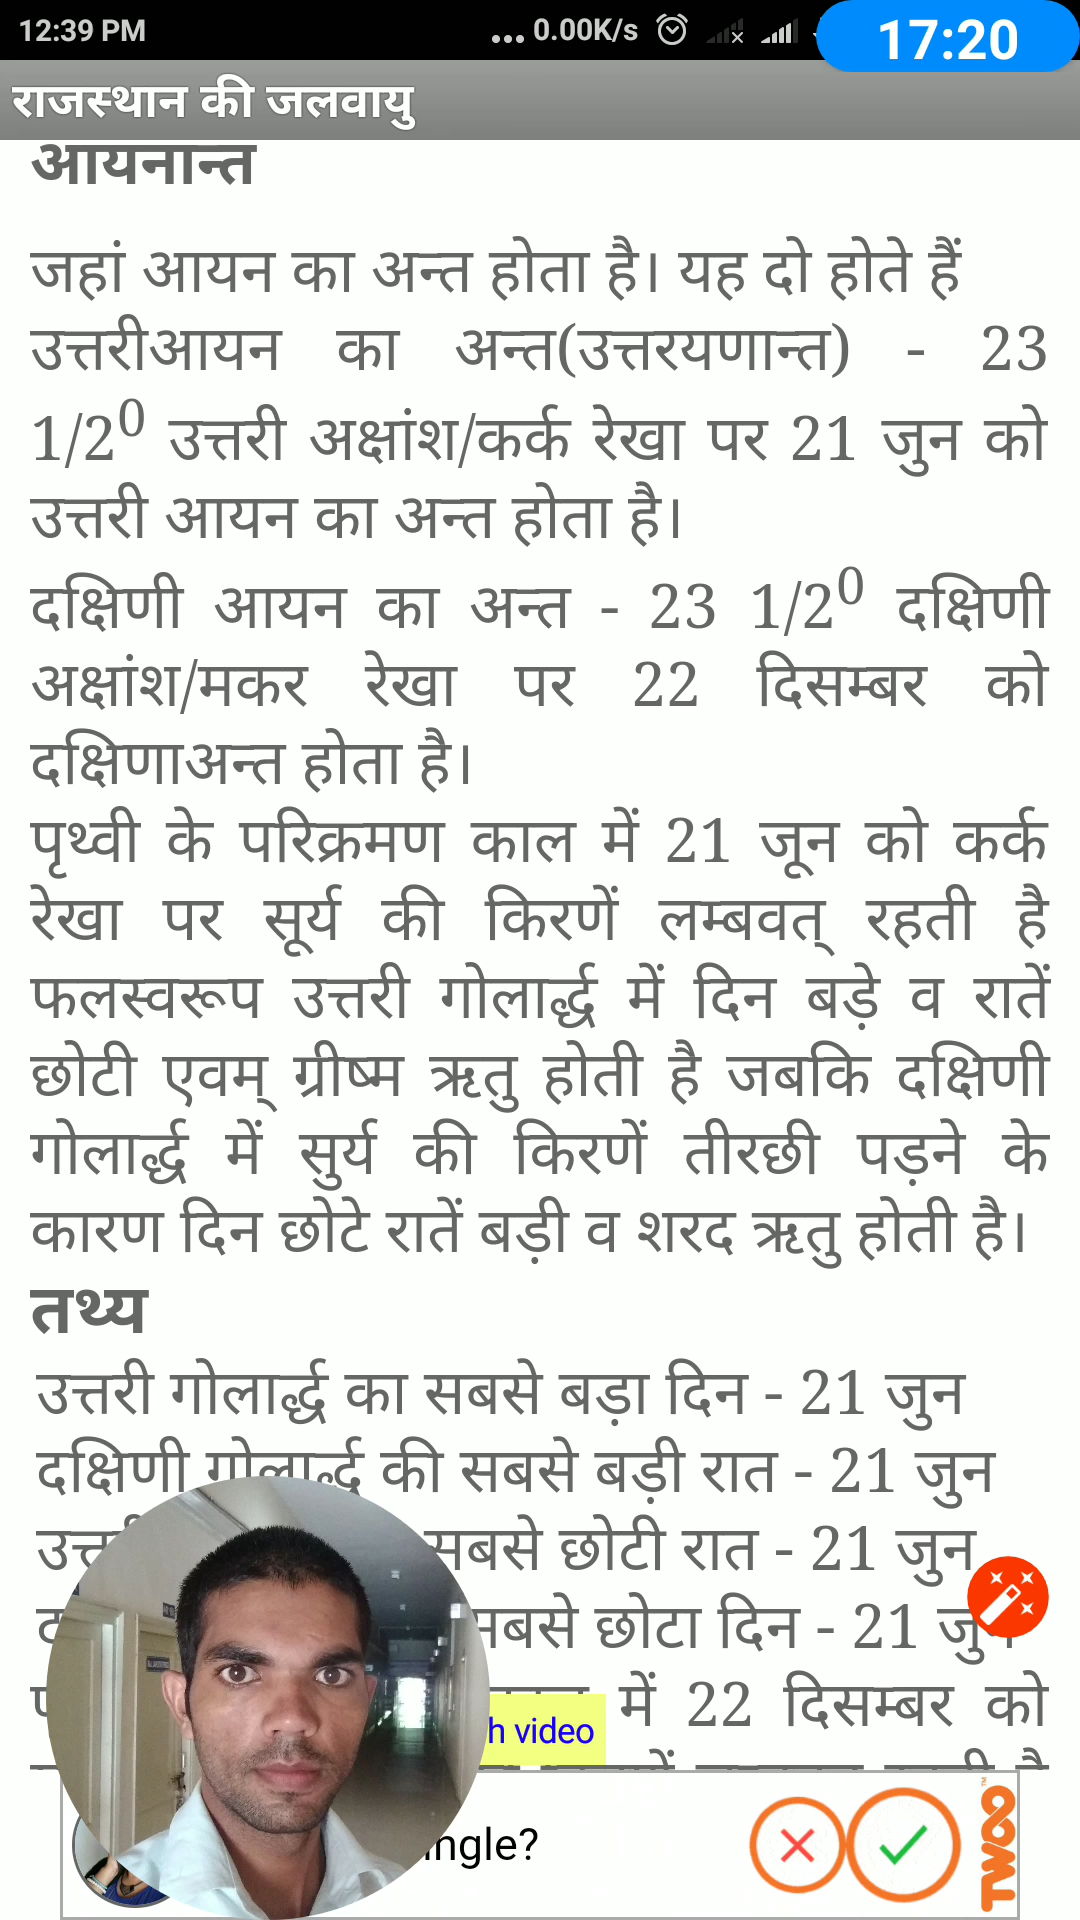 12:39 PM
... 0.00K/s
17:20
राजस्थान की जलवायु
आयनान्त
जहां आयन का अन्त होता है। यह दो होते हैं
उत्तरीआयन का अन्त(उत्तरयणान्त) - 23
1/2⁰ उत्तरी अक्षांश/कर्क रेखा पर 21 जुन को
उत्तरी आयन का अन्त होता है।
दक्षिणी आयन का अन्त - 23 1/2⁰ दक्षिणी
अक्षांश/मकर रेखा पर 22 दिसम्बर को
दक्षिणाअन्त होता है।
पृथ्वी के परिक्रमण काल में 21 जून को कर्क
रेखा पर सूर्य की किरणें लम्बवत् रहती है
फलस्वरूप उत्तरी गोलार्द्ध में दिन बड़े व रातें
छोटी एवम् ग्रीष्म ऋतु होती है जबकि दक्षिणी
गोलार्द्ध में सुर्य की किरणें तीरछी पड़ने के
कारण दिन छोटे रातें बड़ी व शरद ऋतु होती है।
तथ्य
उत्तरी गोलार्द्ध का सबसे बड़ा दिन - 21 जुन
दक्षिणी गोलार्द्ध की सबसे बड़ी रात - 21 जुन
सबसे छोटी रात - 21 जुन
सबसे छोटा दिन - 21 जुन
में 22 दिसम्बर को
h video
ngle?
TWOO